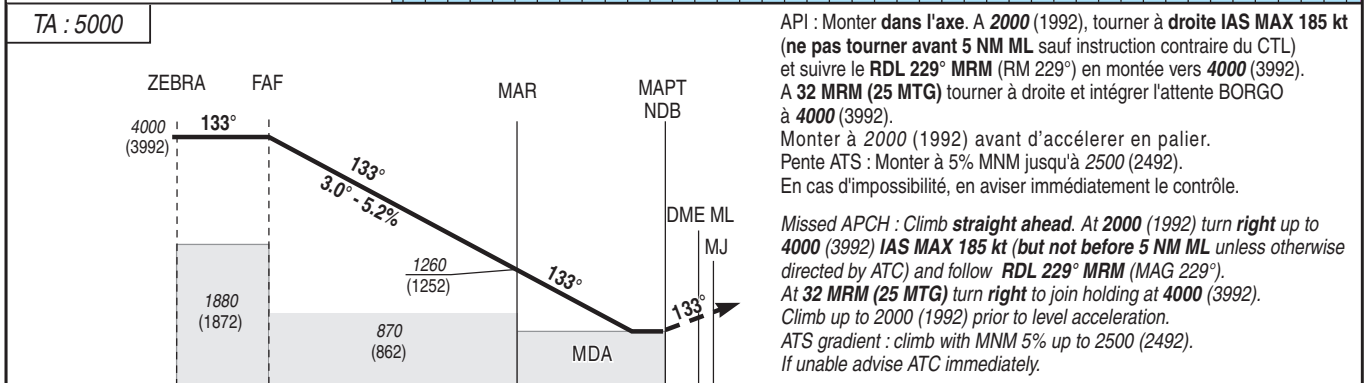 TA : 5000
ZEBRA
FAF
MAR
MAPT
NDB
4000
(3992)
133°
133°
3.0° - 5.2%
DME ML
MJ
1260
(1252)
133°
133°
1880
(1872)
870
(862)
MDA
API : Monter dans l'axe. A 2000 (1992), tourner à droite IAS MAX 185 kt
(ne pas tourner avant 5 NM ML sauf instruction contraire du CTL)
et suivre le RDL 229° MRM (RM 229°) en montée vers 4000 (3992).
A 32 MRM (25 MTG) tourner à droite et intégrer l'attente BORGO
à 4000 (3992).
Monter à 2000 (1992) avant d'accélerer en palier.
Pente ATS : Monter à 5% MNM jusqu'à 2500 (2492).
En cas d'impossibilité, en aviser immédiatement le contrôle.
Missed APCH : Climb straight ahead. At 2000 (1992) turn right up to
4000 (3992) IAS MAX 185 kt (but not before 5 NM ML unless otherwise
directed by ATC) and follow RDL 229° MRM (MAG 229°).
At 32 MRM (25 MTG) turn right to join holding at 4000 (3992).
Climb up to 2000 (1992) prior to level acceleration.
ATS gradient : climb with MNM 5% up to 2500 (2492).
If unable advise ATC immediately.